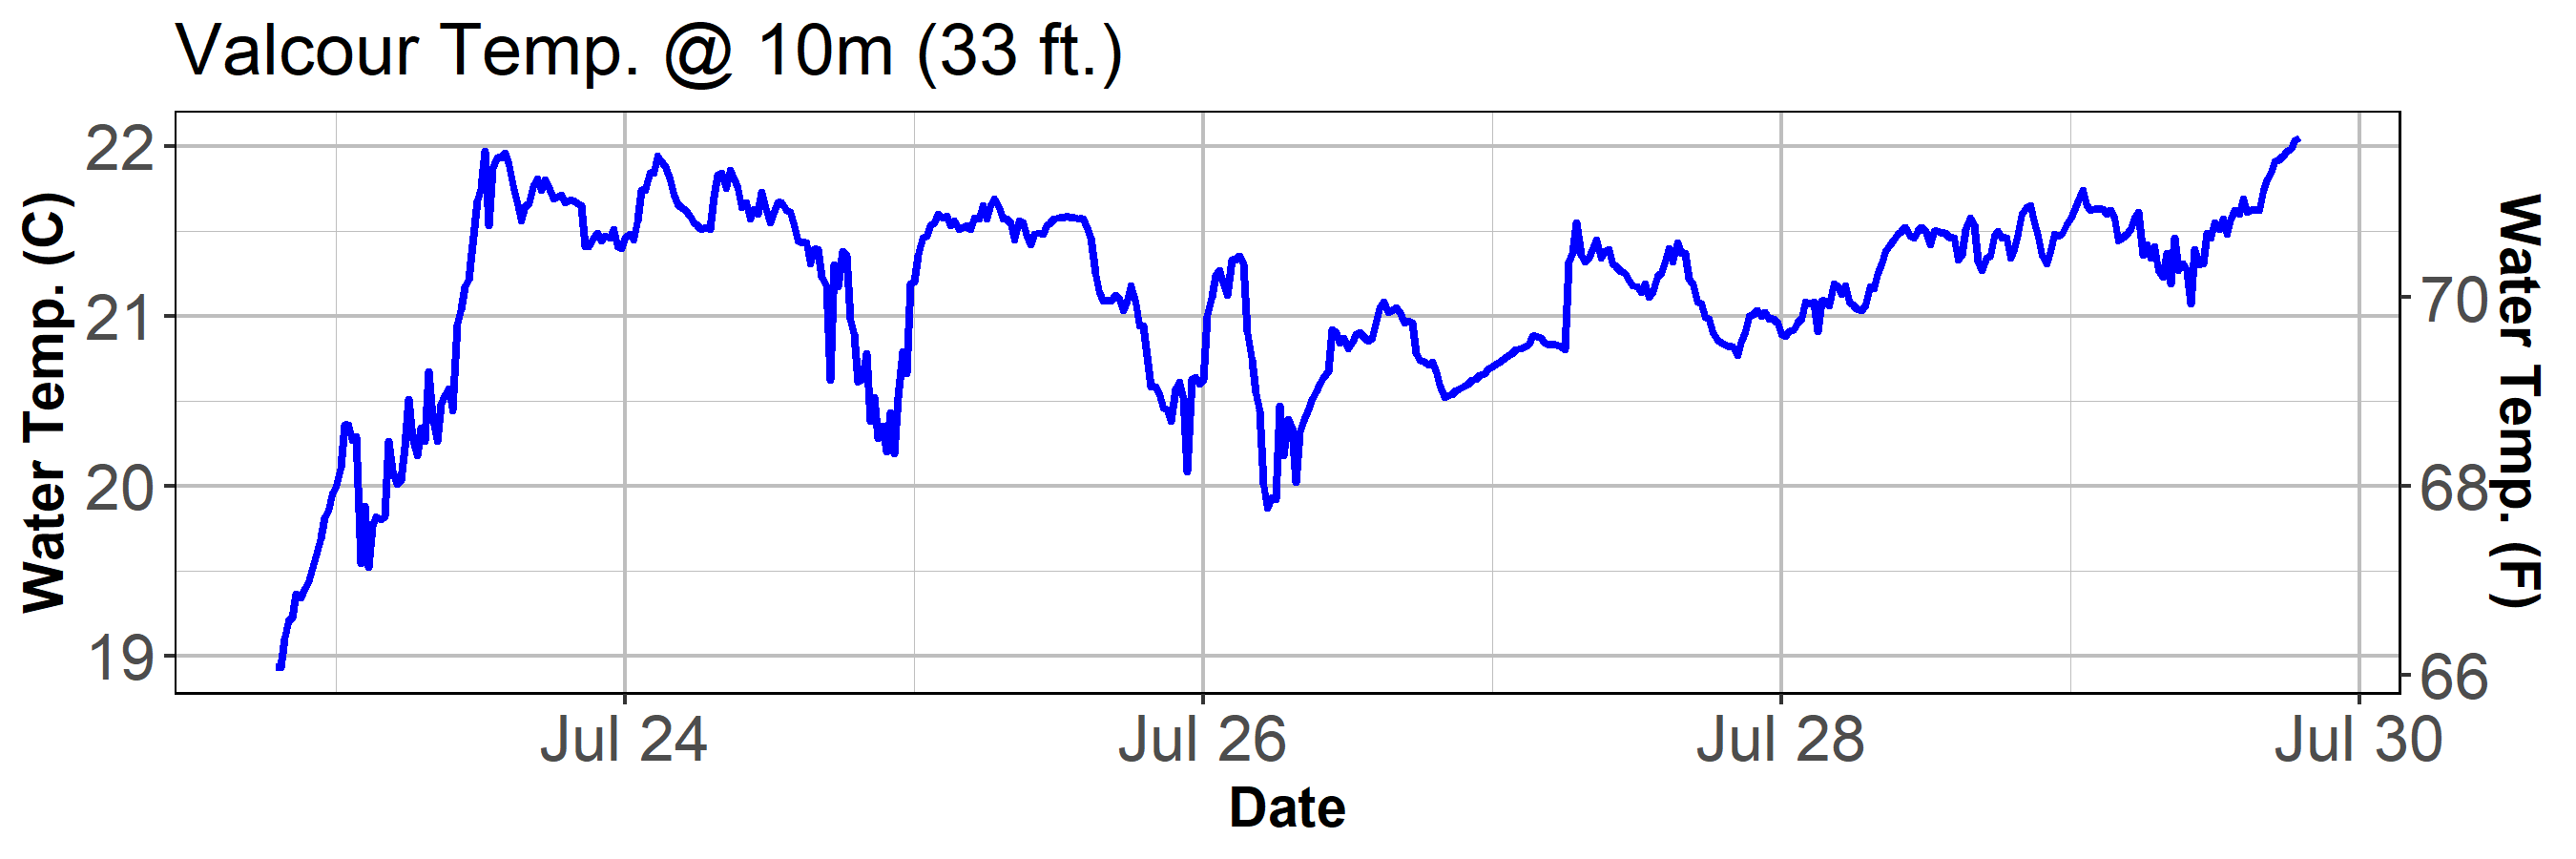 Valcour Temp. @ 10m (33 ft.)
Water Temp. (C)
22
21
20
19
70
68
66
Water Temp. (F)
Jul 24
Jul 26
Jul 28
Jul 30
Date